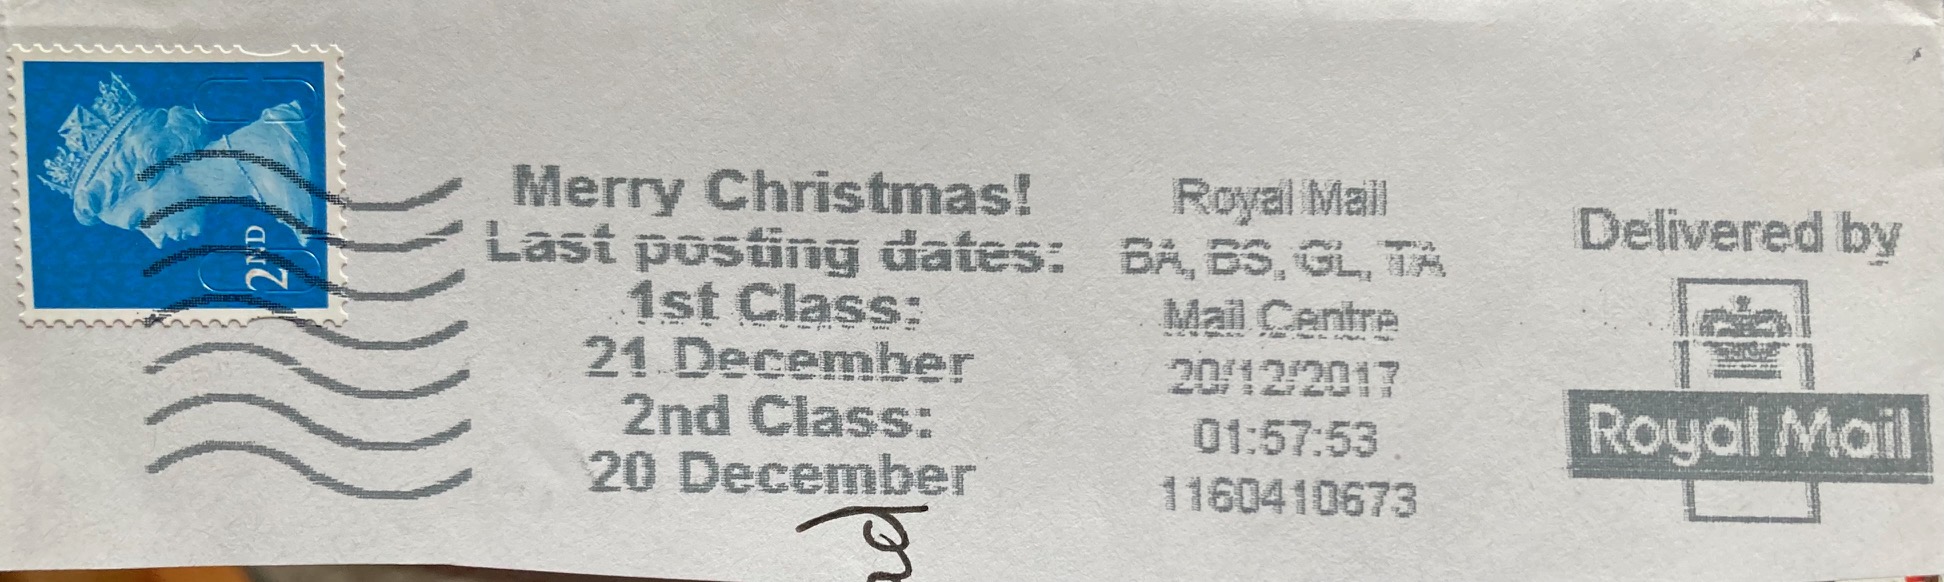 2ND
Merry Christmas!
Last posting dates:
1st Class:
21 December
2nd Class:
20 December
Royal Mail
BA, BS, GL, TA
Mail Centre
20/12/2017
01:57:53
1160410673
Delivered by
Royal Mail